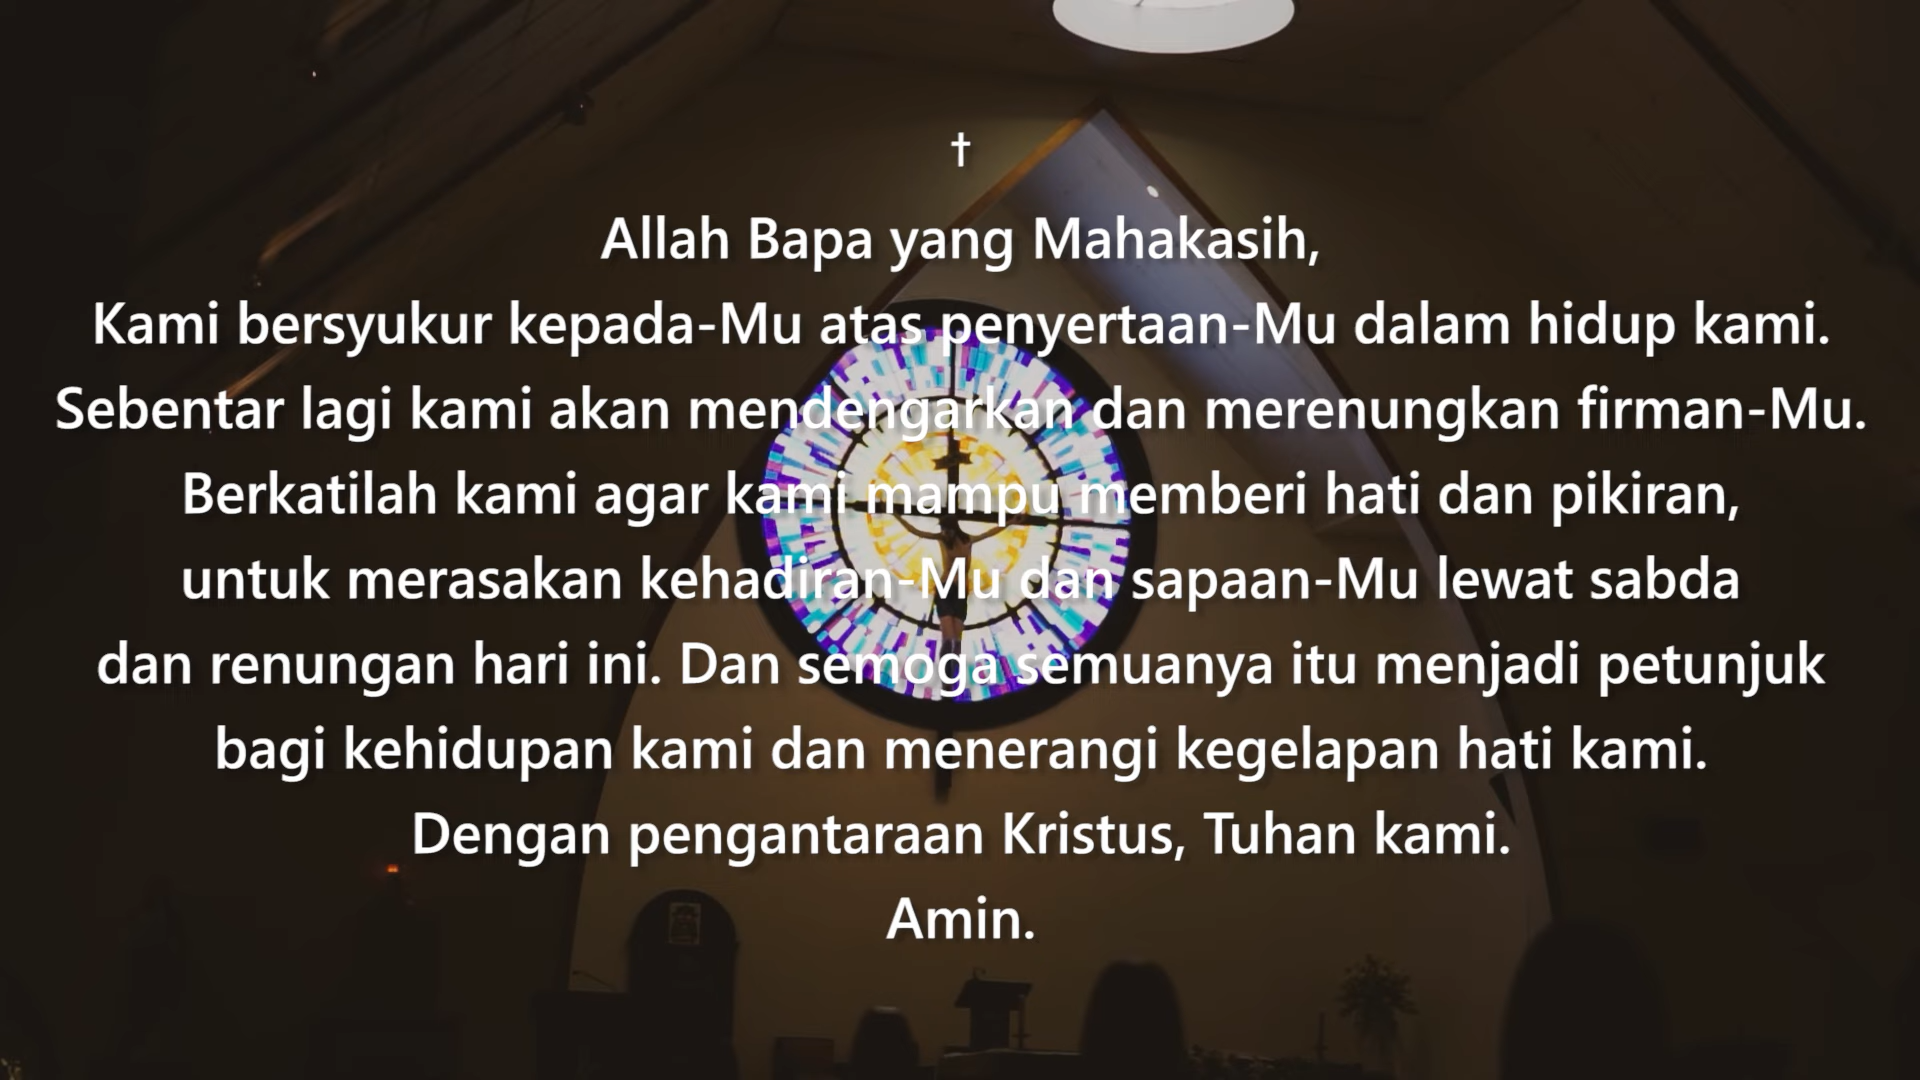 †
Allah Bapa yang Mahakasih,
Kami bersyukur kepada-Mu atas penyertaan-Mu dalam hidup kami.
Sebentar lagi kami akan mendengarkan dan merenungkan firman-Mu.
Berkatilah kami agar kami mampu memberi hati dan pikiran,
untuk merasakan kehadiran-Mu dan sapaan-Mu lewat sabda
dan renungan hari ini. Dan semoga semuanya itu menjadi petunjuk
bagi kehidupan kami dan menerangi kegelapan hati kami.
Dengan pengantaraan Kristus, Tuhan kami.
Amin.